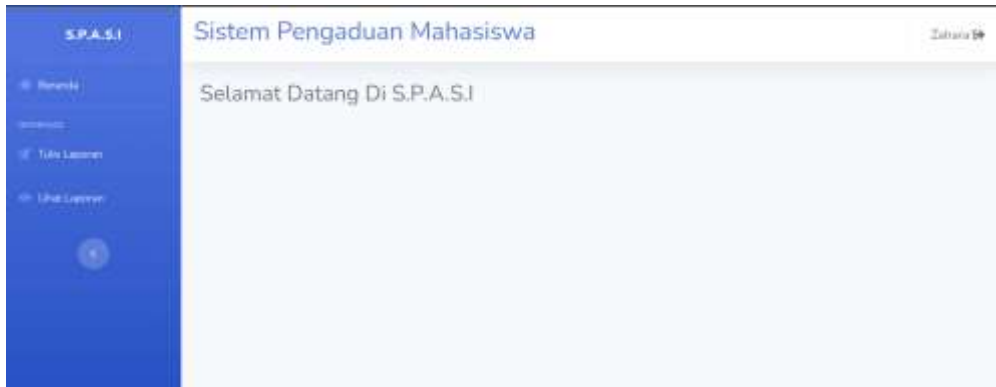 S.P.A.S.I
Sistem Pengaduan Mahasiswa
Zahara
Beranda
Selamat Datang Di S.P.A.S.I
Tulis Laporan
Lihat Laporan